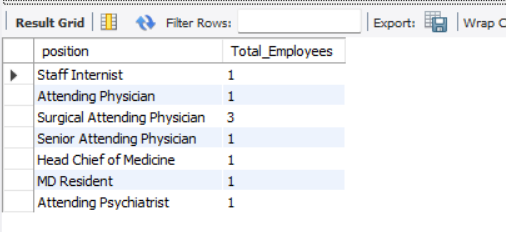 Result Grid Filter Rows: Export: Wrap C
position Total_Employees
Staff Internist 1
Attending Physician 1
Surgical Attending Physician 3
Senior Attending Physician 1
Head Chief of Medicine 1
MD Resident 1
Attending Psychiatrist 1